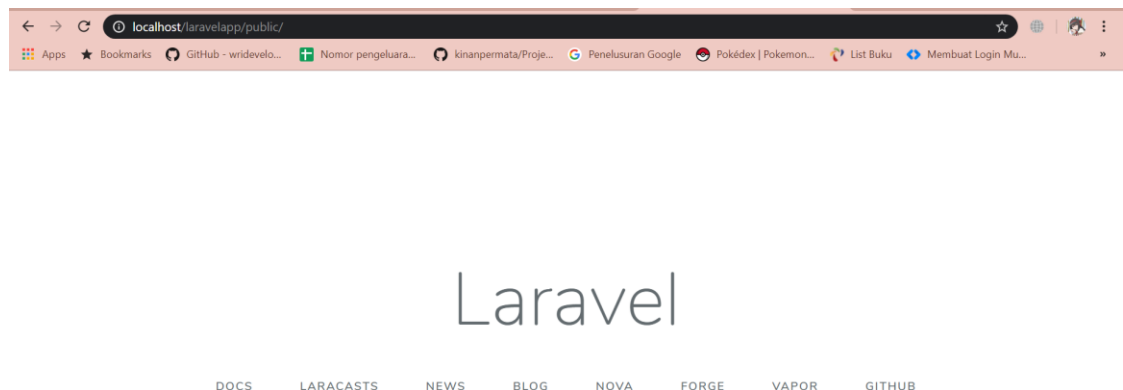 localhost/laravelapp/public/
Apps Bookmarks GitHub - wridevelo... Nomor pengeluara... kinanpermata/Proje... Penelusuran Google Pokédex | Pokemon... List Buku Membuat Login Mu... »
Laravel
DOCS LARACASTS NEWS BLOG NOVA FORGE VAPOR GITHUB